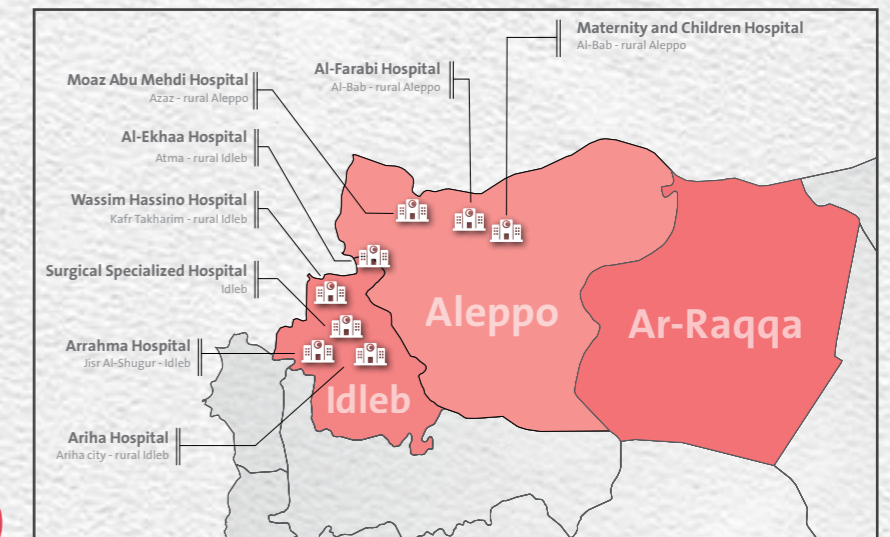 Maternity and Children Hospital
Al-Bab - rural Aleppo
Al-Farabi Hospital
Al-Bab - rural Aleppo
Moaz Abu Mehdi Hospital
Azaz - rural Aleppo
Al-Ekhaa Hospital
Atma - rural Idleb
Wassim Hassino Hospital
Kafr Takharim - rural Idleb
Surgical Specialized Hospital
Idleb
Arrahma Hospital
Jisr Al-Shugur - Idleb
Ariha Hospital
Ariha city - rural Idleb
Aleppo
Ar-Raqqa
Idleb